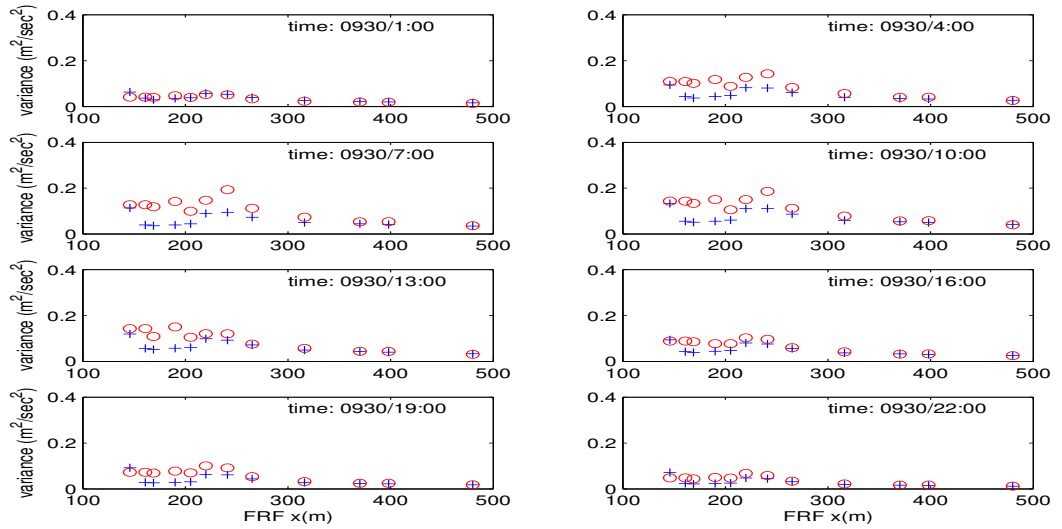 0.4 0.2 0
variance (m²/sec²)
time: 0930/1:00
100 200 300 400 500
0.4 0.2 0
time: 0930/4:00
100 200 300 400 500
0.4 0.2 0
variance (m²/sec²)
time: 0930/7:00
100 200 300 400 500
0.4 0.2 0
time: 0930/10:00
100 200 300 400 500
0.4 0.2 0
variance (m²/sec²)
time: 0930/13:00
100 200 300 400 500
0.4 0.2 0
time: 0930/16:00
100 200 300 400 500
0.4 0.2 0
variance (m²/sec²)
time: 0930/19:00
100 200 300 400 500
FRF x(m)
0.4 0.2 0
time: 0930/22:00
100 200 300 400 500
FRF x(m)